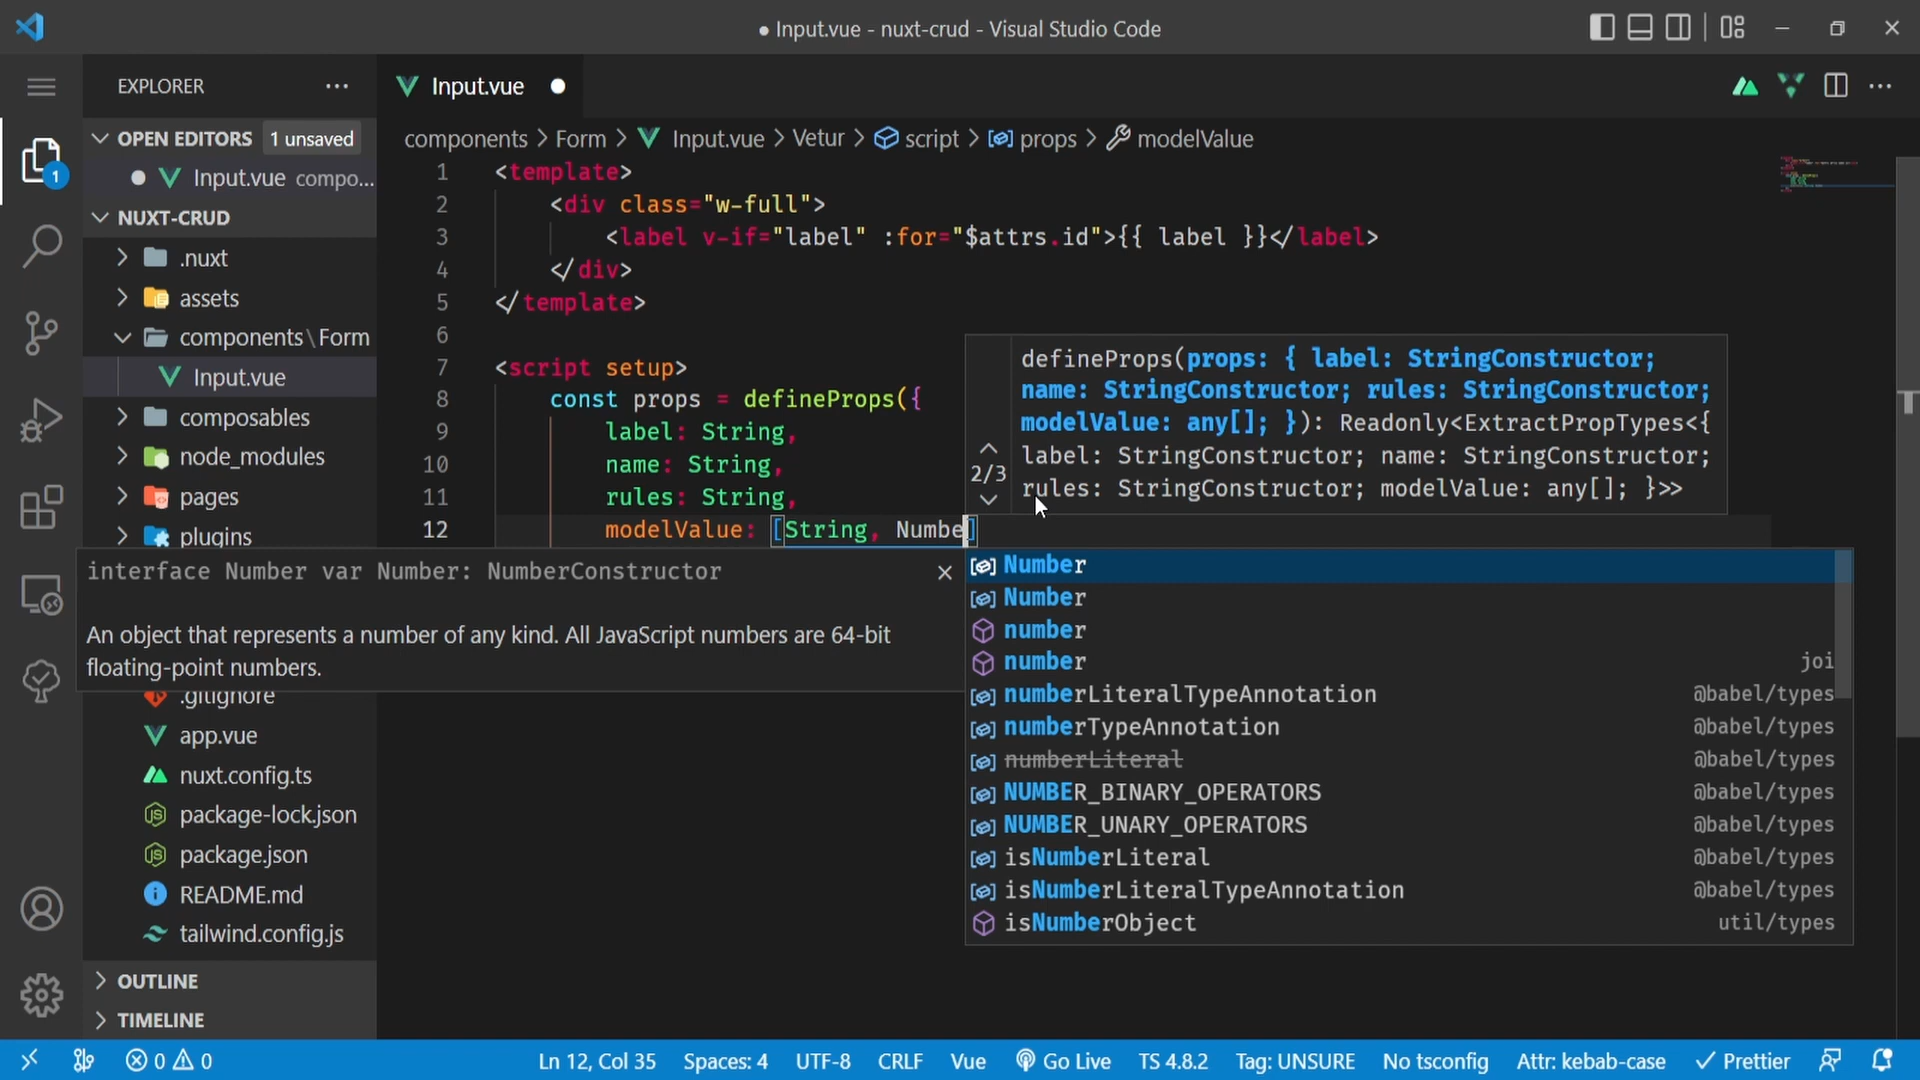 ● Input.vue - nuxt-crud - Visual Studio Code
EXPLORER
OPEN EDITORS 1 unsaved
Input.vue compo...
NUXT-CRUD
.nuxt
assets
components\Form
Input.vue
composables
node_modules
pages
plugins
.gitignore
app.vue
nuxt.config.ts
package-lock.json
package.json
README.md
tailwind.config.js
OUTLINE
TIMELINE
1
Input.vue
components > Form > Input.vue > Vetur > script > props > modelValue
1 <template>
2 <div class="w-full">
3 <label v-if="label" :for="$attrs.id">{{ label }}</label>
4 </div>
5 </template>
6
7 <script setup>
8 const props = defineProps({
9 label: String,
10 name: String,
11 rules: String,
12 modelValue: [String, Numbe]
2/3
defineProps(props: { label: StringConstructor;
name: StringConstructor; rules: StringConstructor;
modelValue: any[]; }): Readonly<ExtractPropTypes<{
label: StringConstructor; name: StringConstructor;
rules: StringConstructor; modelValue: any[]; }>>
interface Number var Number: NumberConstructor
An object that represents a number of any kind. All JavaScript numbers are 64-bit
floating-point numbers.
Number
Number
number
number joi
numberLiteralTypeAnnotation @babel/types
numberTypeAnnotation @babel/types
numberLiteral @babel/types
NUMBER_BINARY_OPERATORS @babel/types
NUMBER_UNARY_OPERATORS @babel/types
isNumberLiteral @babel/types
isNumberLiteralTypeAnnotation @babel/types
isNumberObject util/types
0 0 Ln 12, Col 35 Spaces: 4 UTF-8 CRLF Vue Go Live TS 4.8.2 Tag: UNSURE No tsconfig Attr: kebab-case Prettier